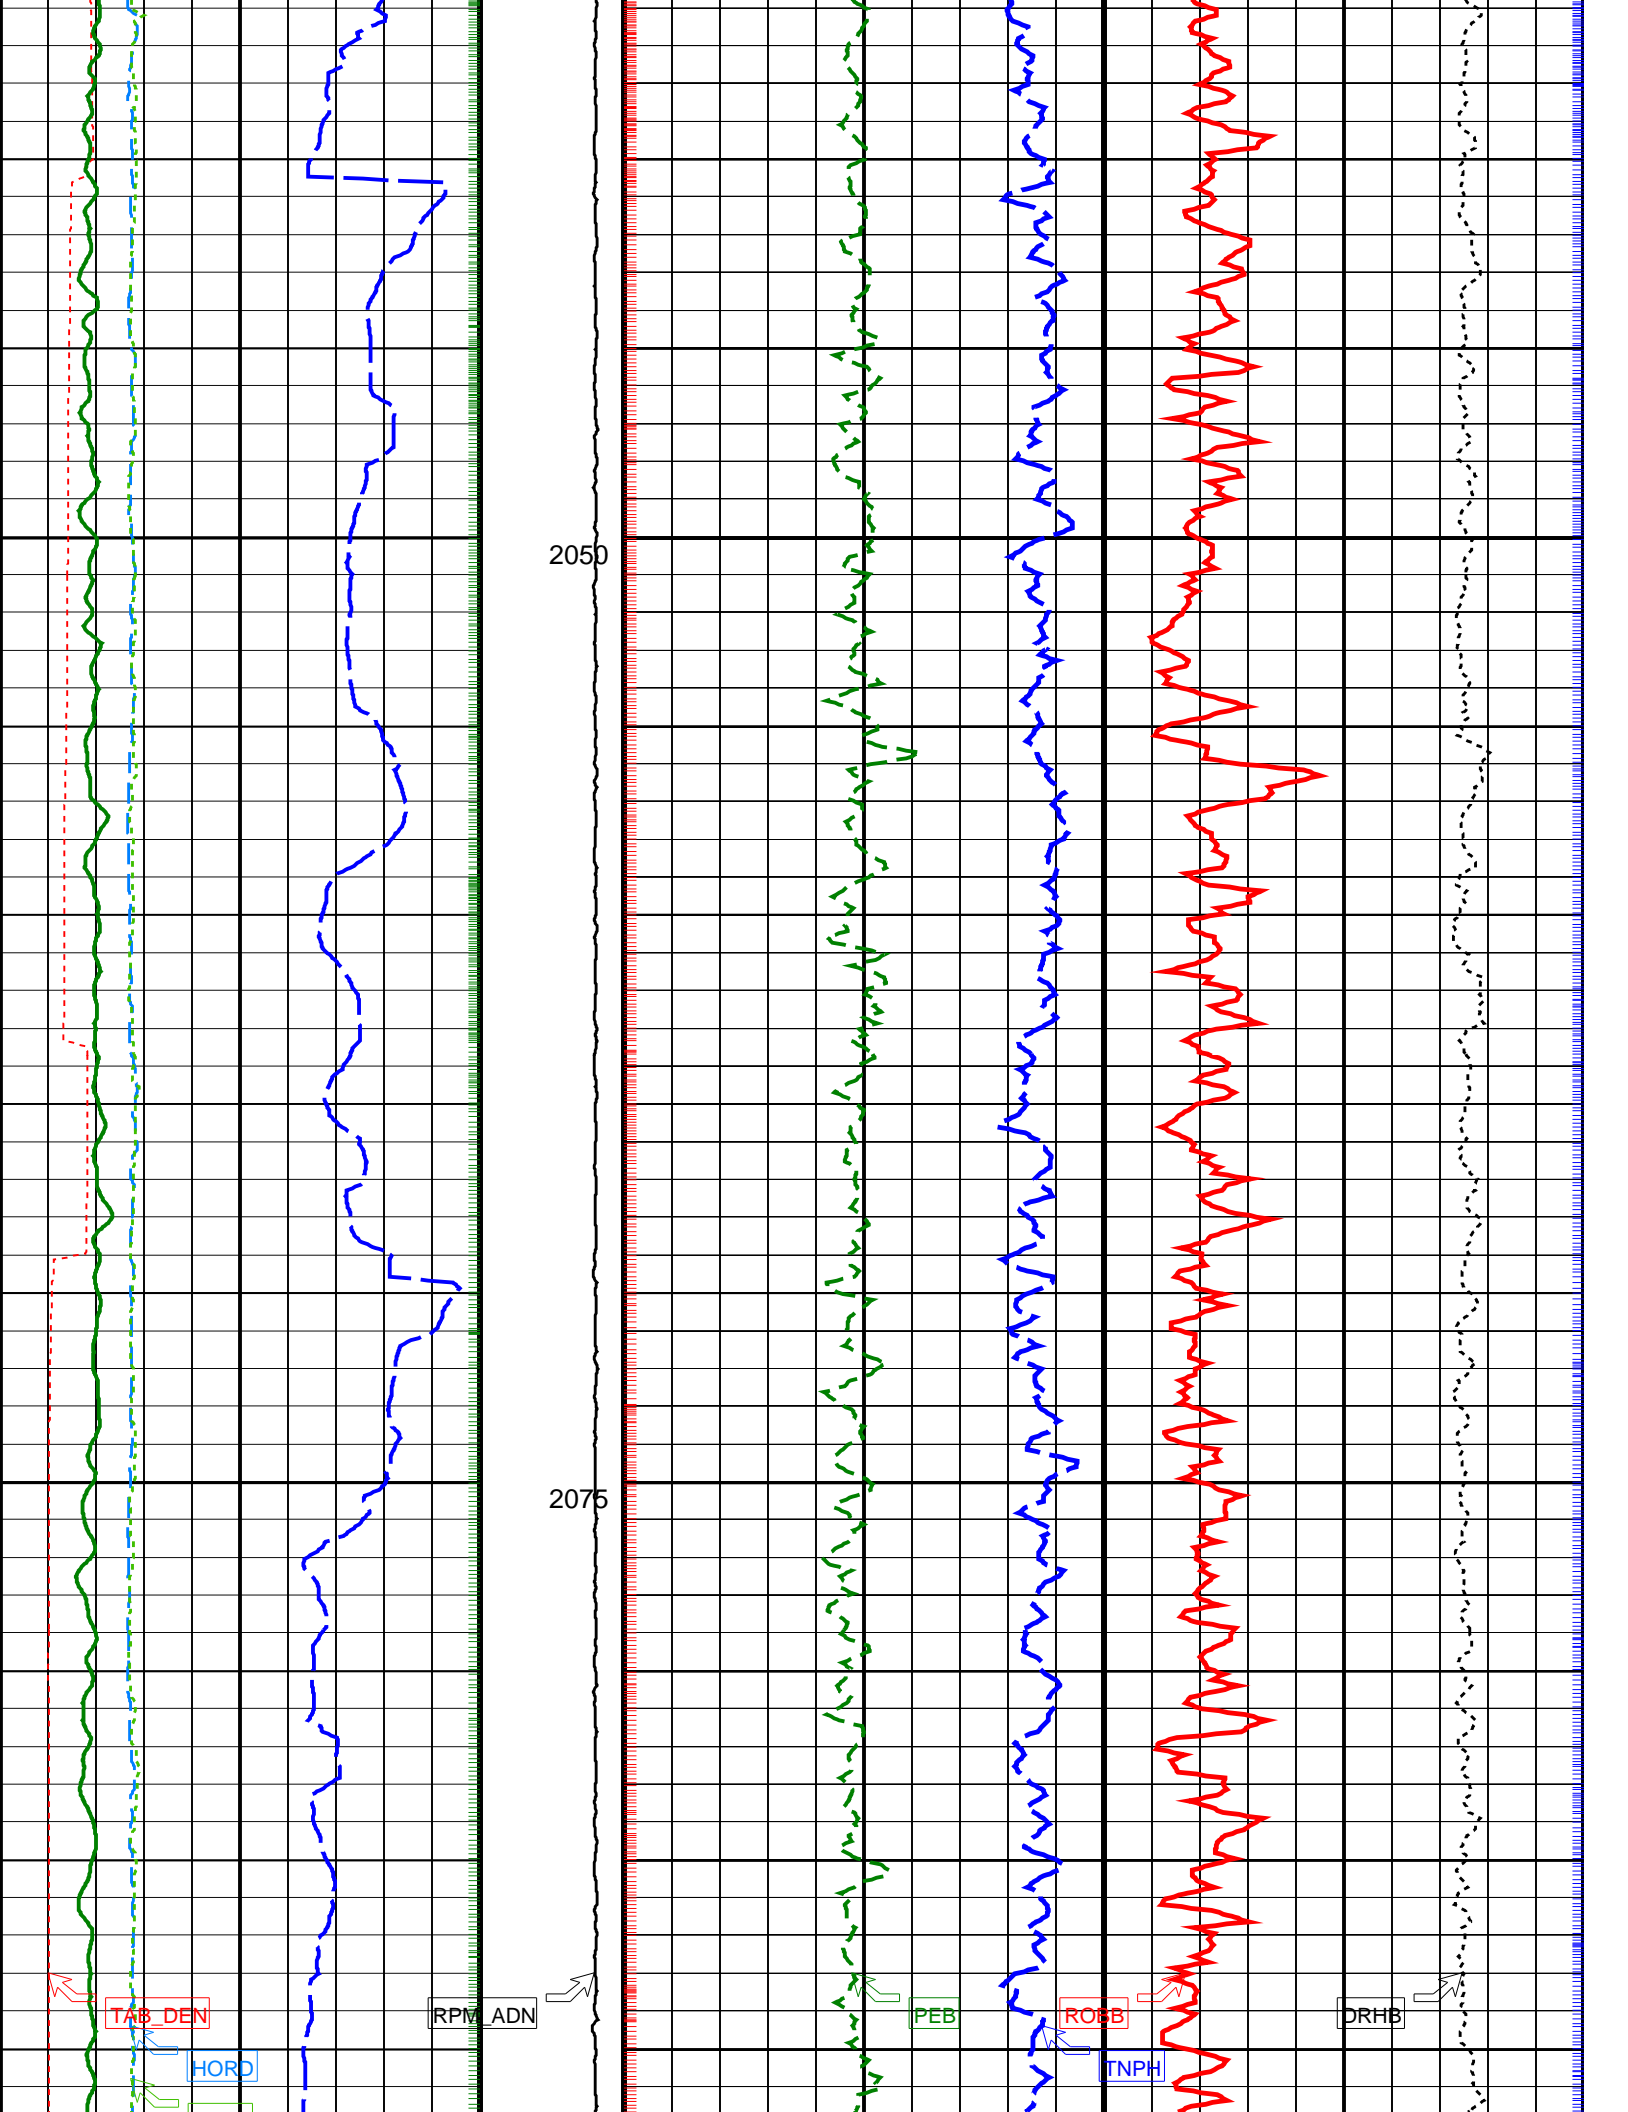 2050
2075
TAB_DEN
RPM_ADN
PEB
ROBB
DRHB
HORD
TNPH